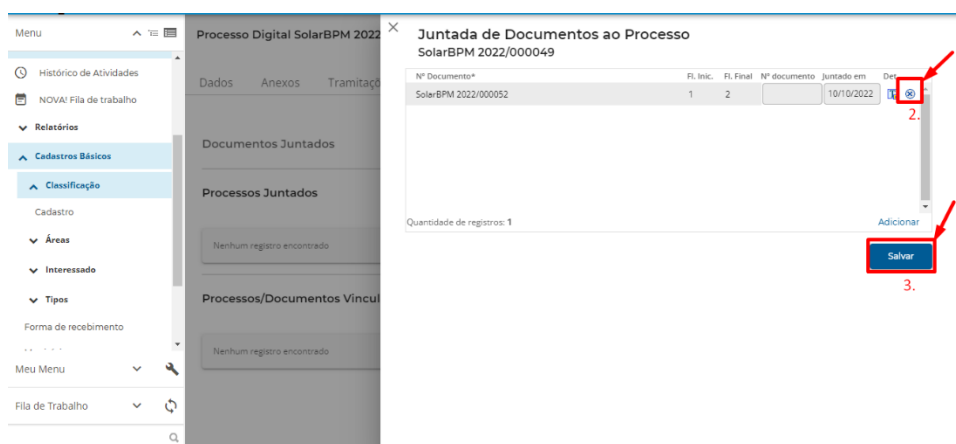 Menu
Histórico de Atividades
NOVA! Fila de trabalho
Relatórios
Cadastros Básicos
Classificação
Cadastro
Áreas
Interessado
Tipos
Forma de recebimento
Meu Menu
Fila de Trabalho
Processo Digital SolarBPM 2022
Dados Anexos Tramitaçõ
Documentos Juntados
Processos Juntados
Nenhum registro encontrado
Processos/Documentos Vincul
Nenhum registro encontrado
Juntada de Documentos ao Processo
SolarBPM 2022/000049
Nº Documento* Fl. Inic. Fl. Final Nº documento Juntado em Det
SolarBPM 2022/000052 1 2 10/10/2022
2.
Quantidade de registros: 1 Adicionar
Salvar
3.